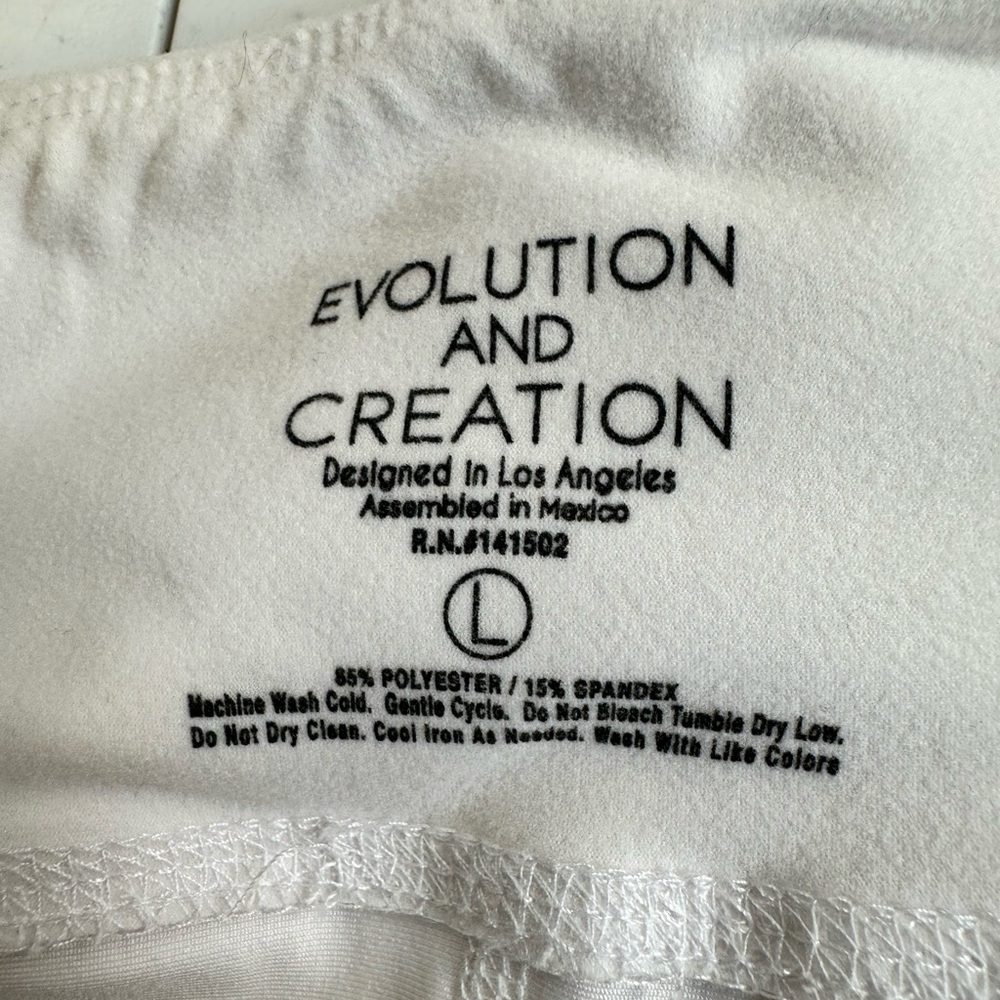 EVOLUTION
AND
CREATION
Designed in Los Angeles
Assembled in Mexico
R.N.#141502
L
85% POLYESTER / 15% SPANDEX
Machine Wash Cold. Gentle Cycle. Do Not Bleach Tumble Dry Low.
Do Not Dry Clean. Cool Iron As Needed. Wash With Like Colors